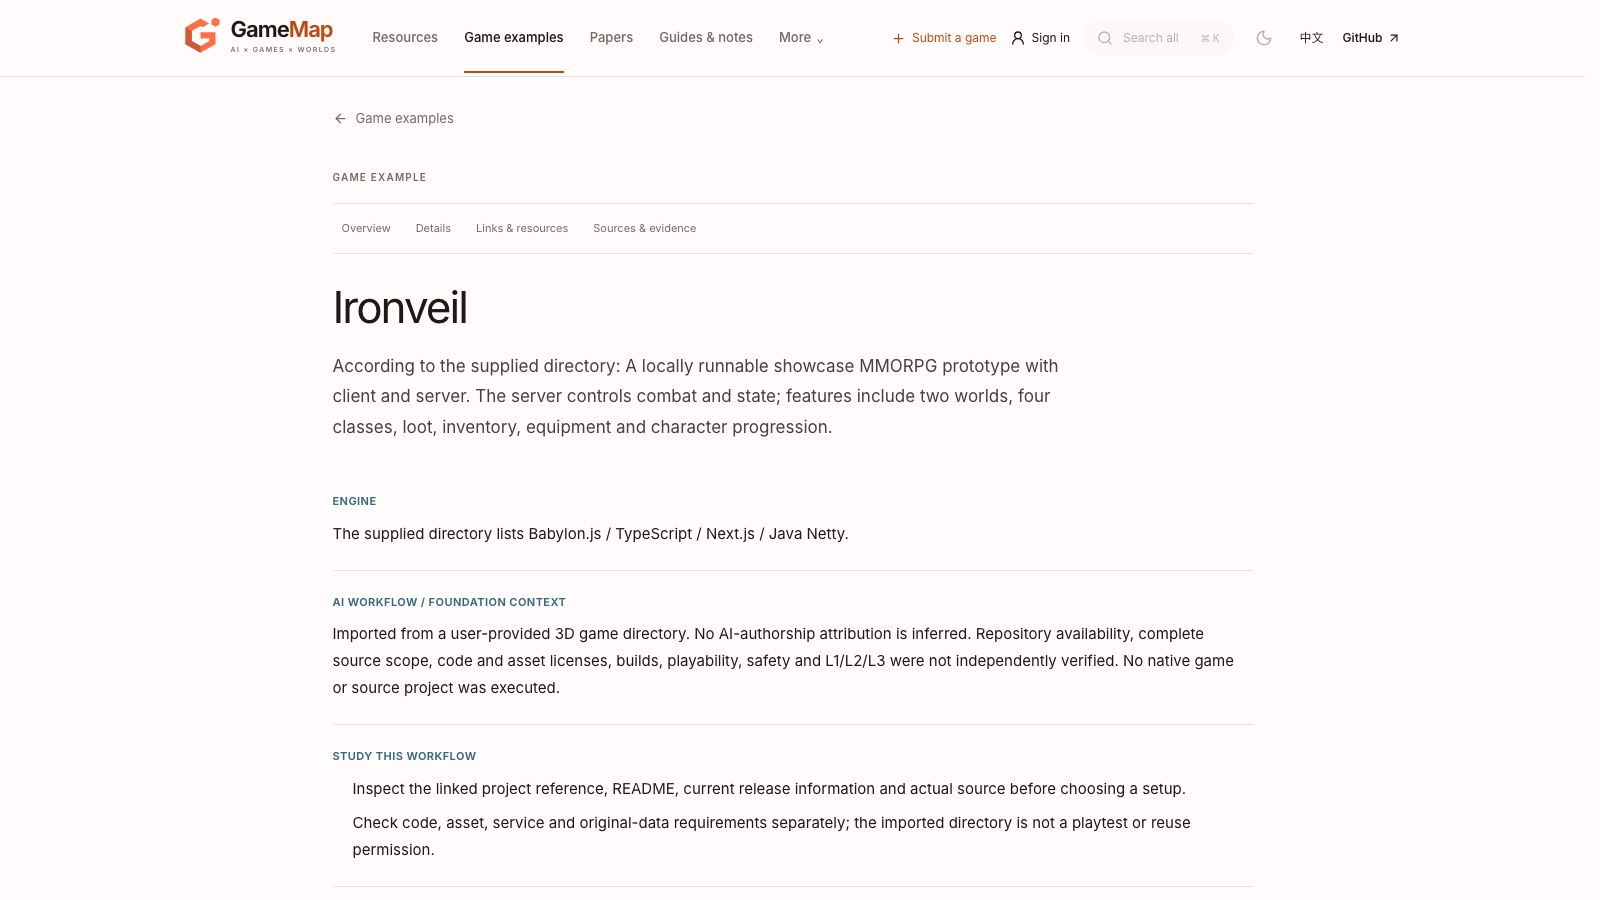 GameMap
AI × GAMES × WORLDS
Resources
Game examples
Papers
Guides & notes
More
Submit a game
Sign in
Search all
⌘ K
中文
GitHub
Game examples
GAME EXAMPLE
Overview
Details
Links & resources
Sources & evidence
Ironveil
According to the supplied directory: A locally runnable showcase MMORPG prototype with
client and server. The server controls combat and state; features include two worlds, four
classes, loot, inventory, equipment and character progression.
ENGINE
The supplied directory lists Babylon.js / TypeScript / Next.js / Java Netty.
AI WORKFLOW / FOUNDATION CONTEXT
Imported from a user-provided 3D game directory. No AI-authorship attribution is inferred. Repository availability, complete
source scope, code and asset licenses, builds, playability, safety and L1/L2/L3 were not independently verified. No native game
or source project was executed.
STUDY THIS WORKFLOW
Inspect the linked project reference, README, current release information and actual source before choosing a setup.
Check code, asset, service and original-data requirements separately; the imported directory is not a playtest or reuse
permission.